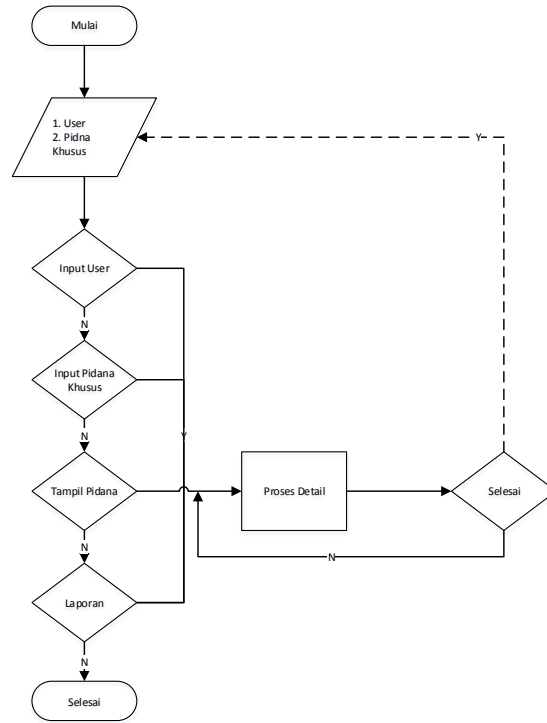 Mulai
1. User
2. Pidna
Khusus
Y
Input User
N
Input Pidana
Khusus
N
Y
Tampil Pidana
Proses Detail
Selesai
N
N
Laporan
N
Selesai